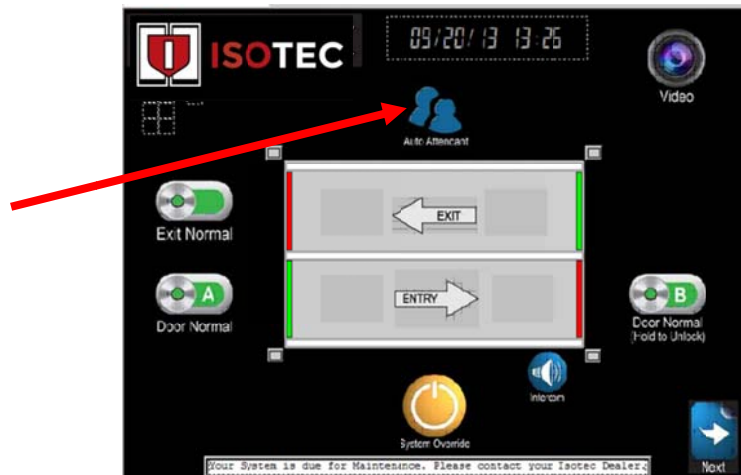 ISOTEC
09/20/13 13:26
Video
Auto Attendant
EXIT
Exit Normal
ENTRY
A
Door Normal
B
Door Normal
(Hold to Unlock)
Intercom
System Override
Next
Your System is due for Maintenance. Please contact your Isotec Dealer.